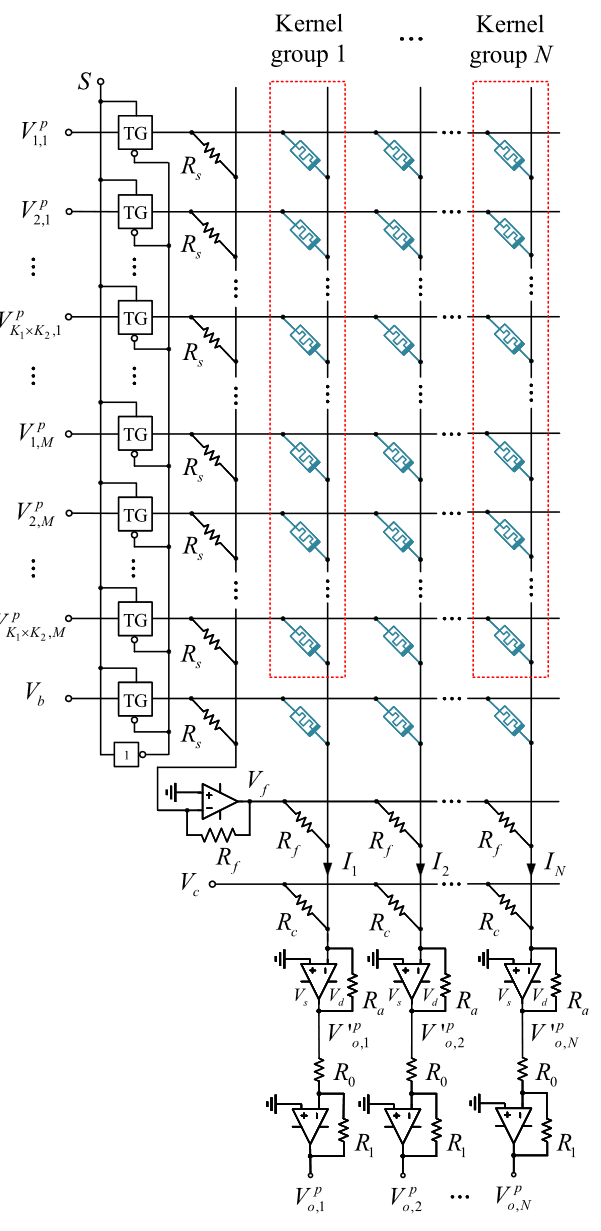 Kernel group 1 ... Kernel group N
S
V^p_{1,1} TG
R_s
V^p_{2,1} TG
R_s
V^p_{K_1×K_2,1} TG
R_s
V^p_{1,M} TG
R_s
V^p_{2,M} TG
R_s
V^p_{K_1×K_2,M} TG
R_s
V_b TG
R_s
1
V_f
R_f R_f R_f R_f
I_1 I_2 I_N
V_c
R_c R_c R_c
V_s V_d R_a V_s V_d R_a V_s V_d R_a
V'^p_{o,1} V'^p_{o,2} V'^p_{o,N}
R_0 R_0 R_0
R_1 R_1 R_1
V^p_{o,1} V^p_{o,2} ... V^p_{o,N}